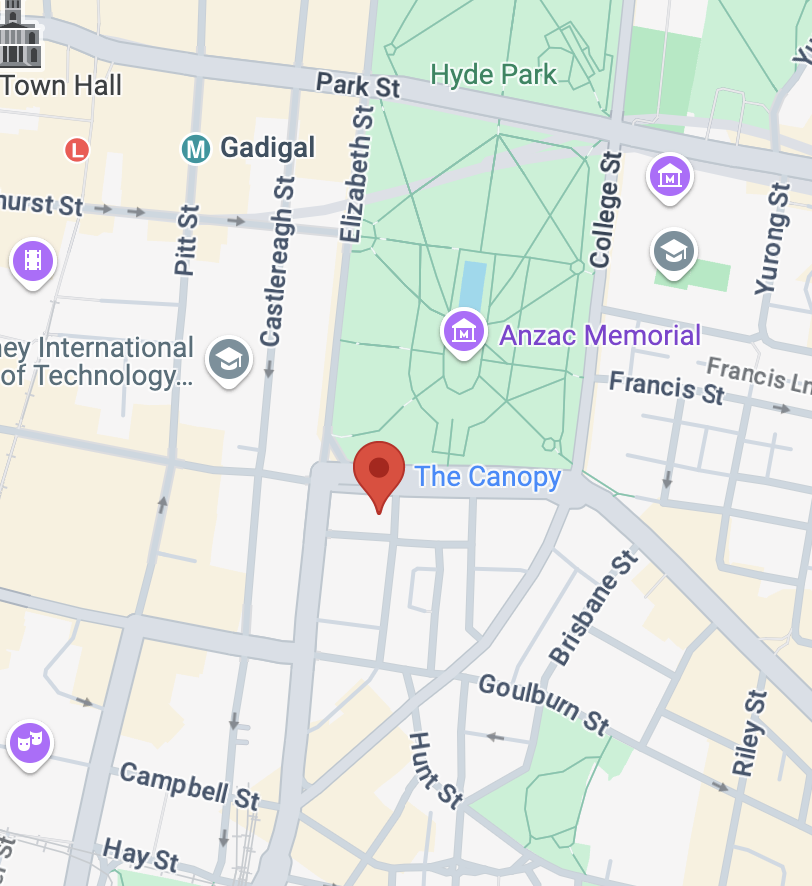 Town Hall
Park St
Hyde Park
L
M
Gadigal
Elizabeth St
College St
hurst St
Pitt St
Castlereagh St
Yurong St
M
M
Anzac Memorial
ney International
of Technology...
Francis St
Francis Ln
The Canopy
Brisbane St
Goulburn St
Riley St
Hunt St
Campbell St
Hay St